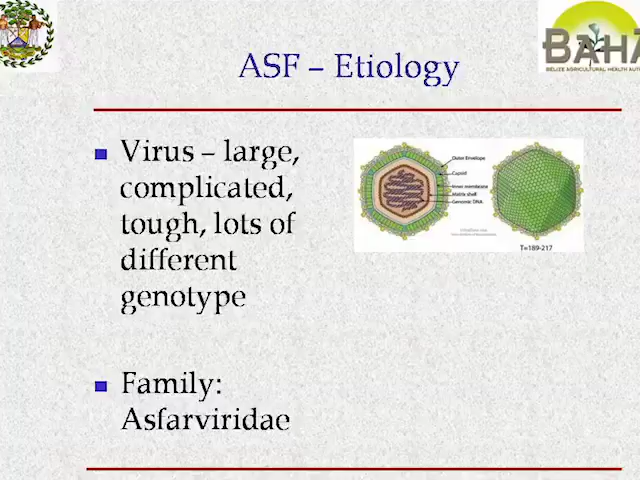 BAHA
BELIZE AGRICULTURAL HEALTH AUT
ASF – Etiology
Virus – large,
complicated,
tough, lots of
different
genotype
Outer Envelope
Capsid
Inner membrane
Matrix shell
Genomic DNA
T=189-217
Family:
Asfarviridae